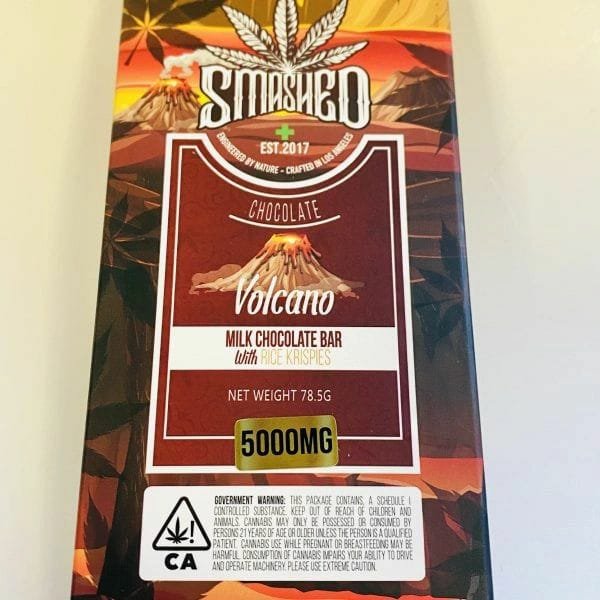 SMASHED
EST.2017
ENGINEERED BY NATURE - CRAFTED IN LOS ANGELES
CHOCOLATE
Volcano
MILK CHOCOLATE BAR
With RICE KRISPIES
NET WEIGHT 78.5G
5000MG
GOVERNMENT WARNING: THIS PACKAGE CONTAINS, A SCHEDULE I
CONTROLLED SUBSTANCE. KEEP OUT OF REACH OF CHILDREN AND
ANIMALS. CANNABIS MAY ONLY BE POSSESSED OR CONSUMED BY
PERSONS 21 YEARS OF AGE OR OLDER UNLESS THE PERSON IS A QUALIFIED
PATIENT. CANNABIS USE WHILE PREGNANT OR BREASTFEEDING MAY BE
HARMFUL. CONSUMPTION OF CANNABIS IMPAIRS YOUR ABILITY TO DRIVE
AND OPERATE MACHINERY. PLEASE USE EXTREME CAUTION.
!
CA